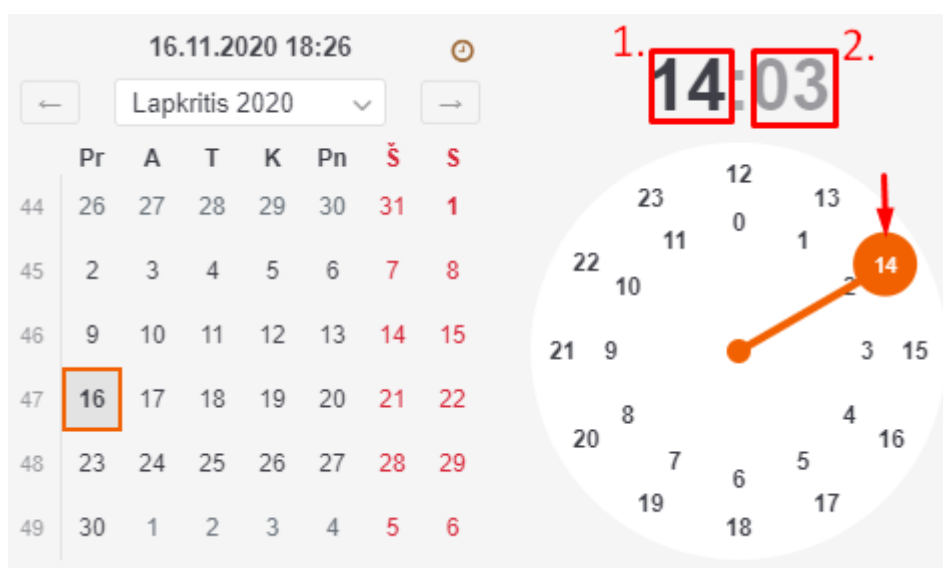 16.11.2020 18:26
← Lapkritis 2020 →
Pr A T K Pn Š S
44 26 27 28 29 30 31 1
45 2 3 4 5 6 7 8
46 9 10 11 12 13 14 15
47 16 17 18 19 20 21 22
48 23 24 25 26 27 28 29
49 30 1 2 3 4 5 6
1. 14:03 2.
12
23 13
0
11 1
22 14
10 2
21 9 3 15
8 4
20 16
7 5
6
19 17
18